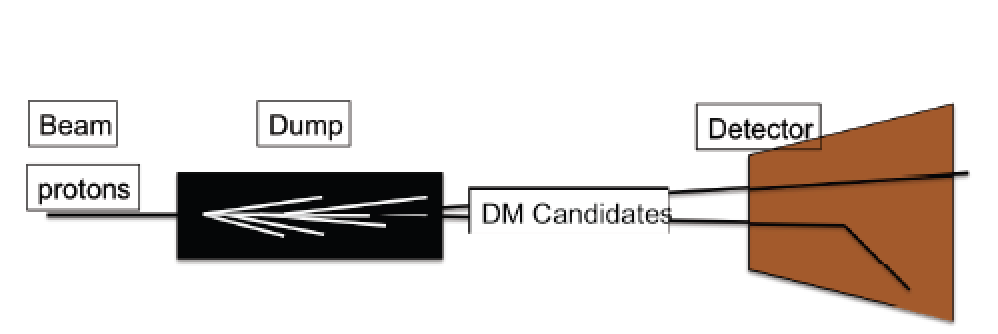 Beam
protons
Dump
DM Candidates
Detector